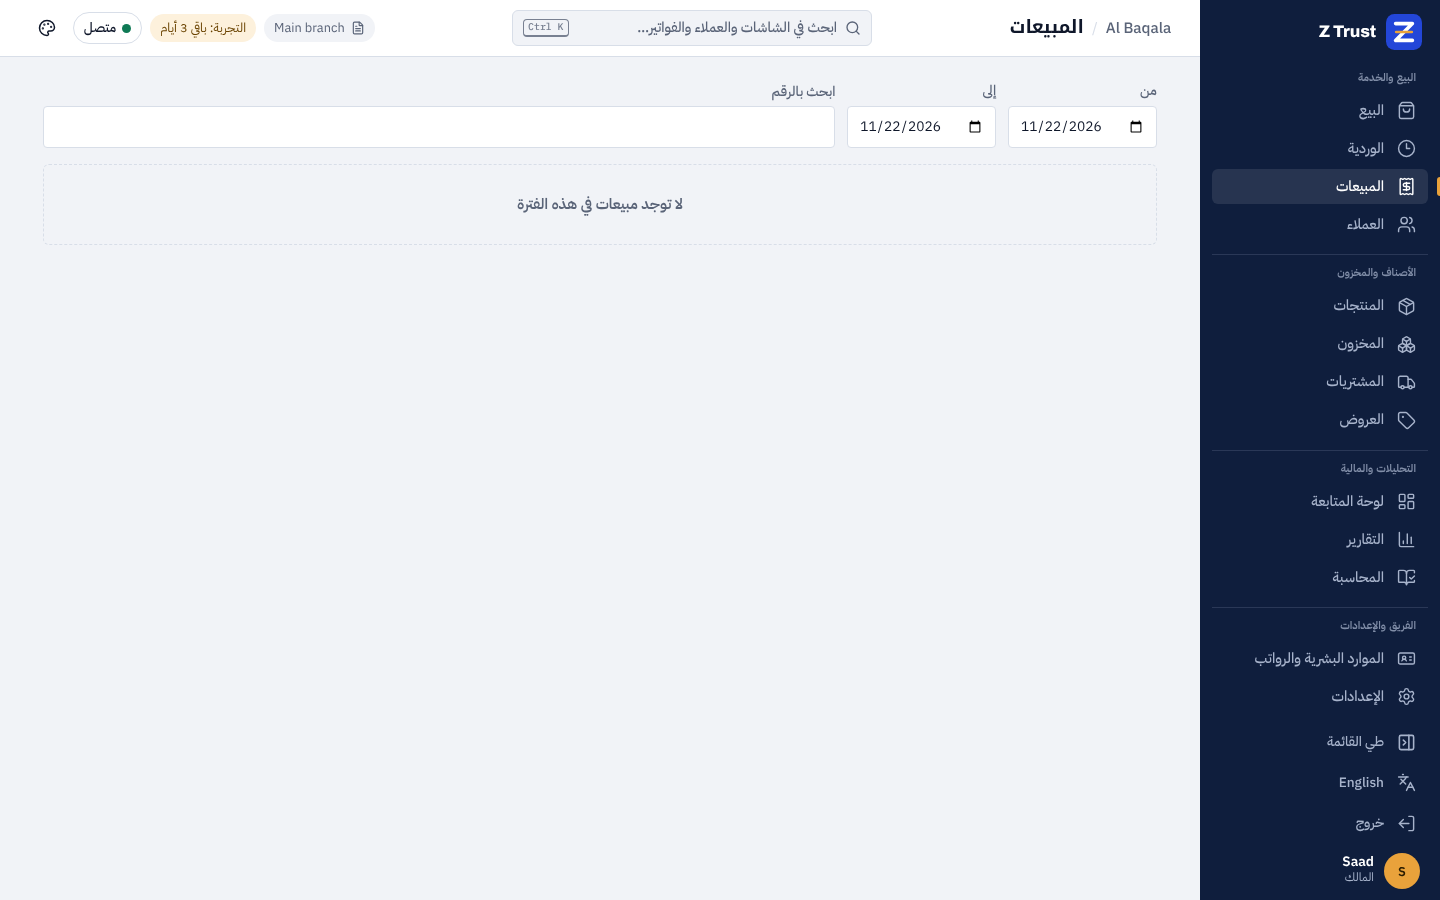 Z Trust
البيع والخدمة
البيع
الوردية
المبيعات
العملاء
الأصناف والمخزون
المنتجات
المخزون
المشتريات
العروض
التحليلات والمالية
لوحة المتابعة
التقارير
المحاسبة
الفريق والإعدادات
الموارد البشرية والرواتب
الإعدادات
طي القائمة
English
خروج
S
Saad
المالك
Al Baqala / المبيعات
ابحث في الشاشات والعملاء والفواتير...
Ctrl K
Main branch
التجربة: باقي 3 أيام
متصل
من
إلى
ابحث بالرقم
11/22/2026
11/22/2026
لا توجد مبيعات في هذه الفترة